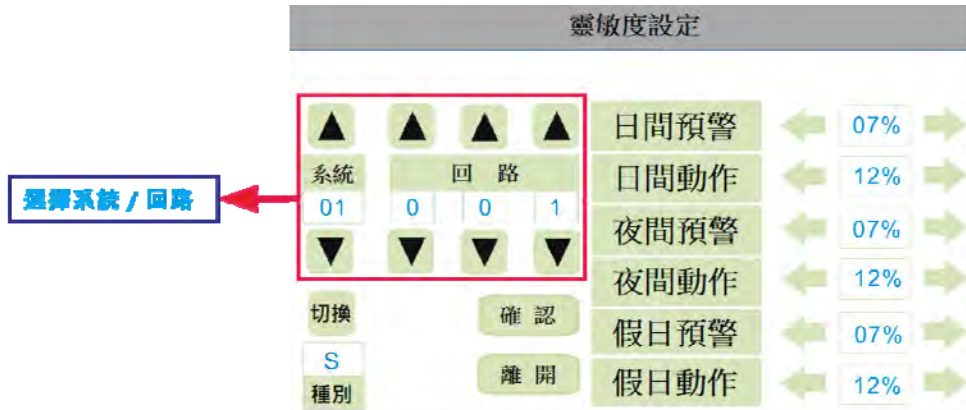 靈敏度設定
選擇系統 / 回路
▲ ▲ ▲ ▲
系統 回 路
01 0 0 1
▼ ▼ ▼ ▼
切換
確 認
S
種別
離 開
日間預警 07%
日間動作 12%
夜間預警 07%
夜間動作 12%
假日預警 07%
假日動作 12%